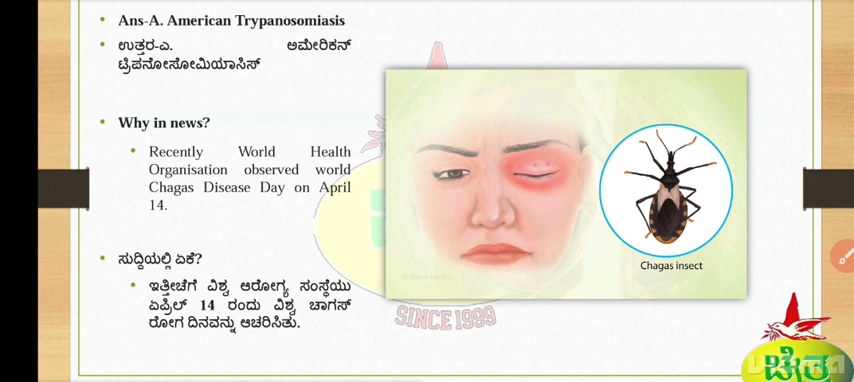 Ans-A. American Trypanosomiasis
ಉತ್ತರ-ಎ. ಅಮೇರಿಕನ್
ಟ್ರಿಪನೋಸೋಮಿಯಾಸಿಸ್
Why in news?
Recently World Health
Organisation observed world
Chagas Disease Day on April
14.
ಸುದ್ದಿಯಲ್ಲಿ ಏಕೆ?
ಇತ್ತೀಚೆಗೆ ವಿಶ್ವ ಆರೋಗ್ಯ ಸಂಸ್ಥೆಯು
ಏಪ್ರಿಲ್ 14 ರಂದು ವಿಶ್ವ ಚಾಗಸ್
ರೋಗ ದಿನವನ್ನು ಆಚರಿಸಿತು.
Chagas insect
SINCE 1999